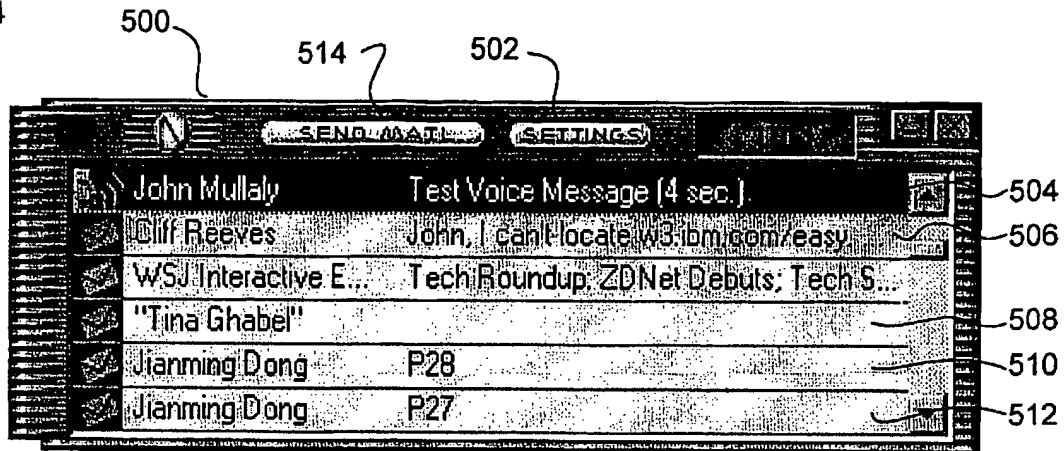 4
500
514
502
SEND MAIL
SETTINGS
John Mullaly Test Voice Message (4 sec.)
504
Cliff Reeves John, I can't locate w3.ibm.com/easy
506
WSJ Interactive E... Tech Roundup, ZDNet Debuts; Tech S...
"Tina Ghabel"
508
Jianming Dong P28
510
Jianming Dong P27
512